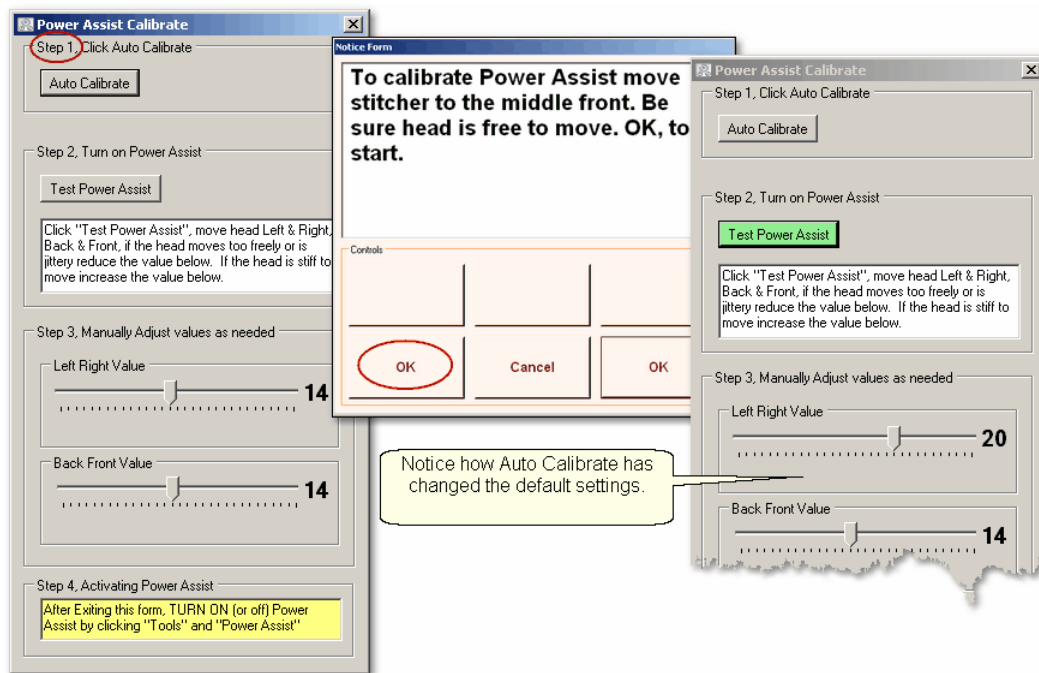 Power Assist Calibrate
Step 1, Click Auto Calibrate
Auto Calibrate
Step 2, Turn on Power Assist
Test Power Assist
Click "Test Power Assist", move head Left & Right,
Back & Front, if the head moves too freely or is
jittery reduce the value below. If the head is stiff to
move increase the value below.
Step 3, Manually Adjust values as needed
Left Right Value
14
Back Front Value
14
Step 4, Activating Power Assist
After Exiting this form, TURN ON (or off) Power
Assist by clicking "Tools" and "Power Assist"
Notice Form
To calibrate Power Assist move
stitcher to the middle front. Be
sure head is free to move. OK, to
start.
Controls
OK
Cancel
OK
Notice how Auto Calibrate has
changed the default settings.
Power Assist Calibrate
Step 1, Click Auto Calibrate
Auto Calibrate
Step 2, Turn on Power Assist
Test Power Assist
Click "Test Power Assist", move head Left & Right,
Back & Front, if the head moves too freely or is
jittery reduce the value below. If the head is stiff to
move increase the value below.
Step 3, Manually Adjust values as needed
Left Right Value
20
Back Front Value
14